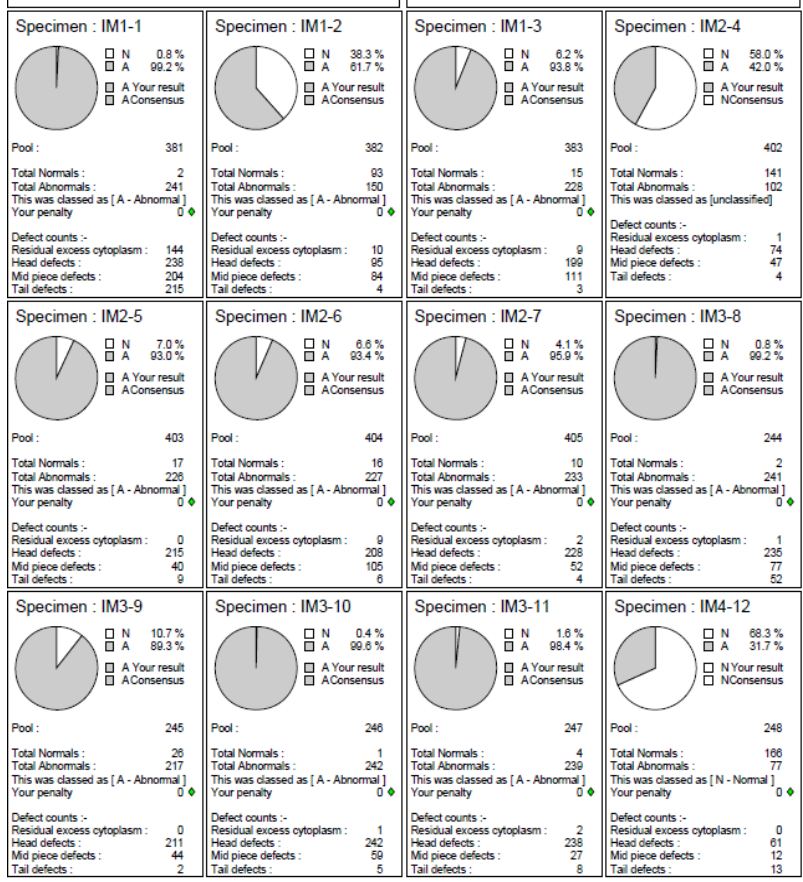 Specimen : IM1-1
N 0.8 %
A 99.2 %
A Your result
A Consensus
Pool : 381
Total Normals : 2
Total Abnormals : 241
This was classed as [ A - Abnormal ]
Your penalty 0
Defect counts :-
Residual excess cytoplasm : 144
Head defects : 238
Mid piece defects : 204
Tail defects : 215
Specimen : IM1-2
N 38.3 %
A 61.7 %
A Your result
A Consensus
Pool : 382
Total Normals : 93
Total Abnormals : 150
This was classed as [ A - Abnormal ]
Your penalty 0
Defect counts :-
Residual excess cytoplasm : 10
Head defects : 95
Mid piece defects : 84
Tail defects : 4
Specimen : IM1-3
N 6.2 %
A 93.8 %
A Your result
A Consensus
Pool : 383
Total Normals : 15
Total Abnormals : 228
This was classed as [ A - Abnormal ]
Your penalty 0
Defect counts :-
Residual excess cytoplasm : 9
Head defects : 199
Mid piece defects : 111
Tail defects : 3
Specimen : IM2-4
N 58.0 %
A 42.0 %
A Your result
N Consensus
Pool : 402
Total Normals : 141
Total Abnormals : 102
This was classed as [unclassified]
Defect counts :-
Residual excess cytoplasm : 1
Head defects : 74
Mid piece defects : 47
Tail defects : 4
Specimen : IM2-5
N 7.0 %
A 93.0 %
A Your result
A Consensus
Pool : 403
Total Normals : 17
Total Abnormals : 226
This was classed as [ A - Abnormal ]
Your penalty 0
Defect counts :-
Residual excess cytoplasm : 0
Head defects : 215
Mid piece defects : 40
Tail defects : 9
Specimen : IM2-6
N 6.6 %
A 93.4 %
A Your result
A Consensus
Pool : 404
Total Normals : 16
Total Abnormals : 227
This was classed as [ A - Abnormal ]
Your penalty 0
Defect counts :-
Residual excess cytoplasm : 9
Head defects : 208
Mid piece defects : 105
Tail defects : 6
Specimen : IM2-7
N 4.1 %
A 95.9 %
A Your result
A Consensus
Pool : 405
Total Normals : 10
Total Abnormals : 233
This was classed as [ A - Abnormal ]
Your penalty 0
Defect counts :-
Residual excess cytoplasm : 2
Head defects : 228
Mid piece defects : 52
Tail defects : 4
Specimen : IM3-8
N 0.8 %
A 99.2 %
A Your result
A Consensus
Pool : 244
Total Normals : 2
Total Abnormals : 241
This was classed as [ A - Abnormal ]
Your penalty 0
Defect counts :-
Residual excess cytoplasm : 1
Head defects : 235
Mid piece defects : 77
Tail defects : 52
Specimen : IM3-9
N 10.7 %
A 89.3 %
A Your result
A Consensus
Pool : 245
Total Normals : 26
Total Abnormals : 217
This was classed as [ A - Abnormal ]
Your penalty 0
Defect counts :-
Residual excess cytoplasm : 0
Head defects : 211
Mid piece defects : 44
Tail defects : 2
Specimen : IM3-10
N 0.4 %
A 99.6 %
A Your result
A Consensus
Pool : 246
Total Normals : 1
Total Abnormals : 242
This was classed as [ A - Abnormal ]
Your penalty 0
Defect counts :-
Residual excess cytoplasm : 1
Head defects : 242
Mid piece defects : 59
Tail defects : 5
Specimen : IM3-11
N 1.6 %
A 98.4 %
A Your result
A Consensus
Pool : 247
Total Normals : 4
Total Abnormals : 239
This was classed as [ A - Abnormal ]
Your penalty 0
Defect counts :-
Residual excess cytoplasm : 2
Head defects : 238
Mid piece defects : 27
Tail defects : 8
Specimen : IM4-12
N 68.3 %
A 31.7 %
N Your result
N Consensus
Pool : 248
Total Normals : 166
Total Abnormals : 77
This was classed as [ N - Normal ]
Your penalty 0
Defect counts :-
Residual excess cytoplasm : 0
Head defects : 61
Mid piece defects : 12
Tail defects : 13